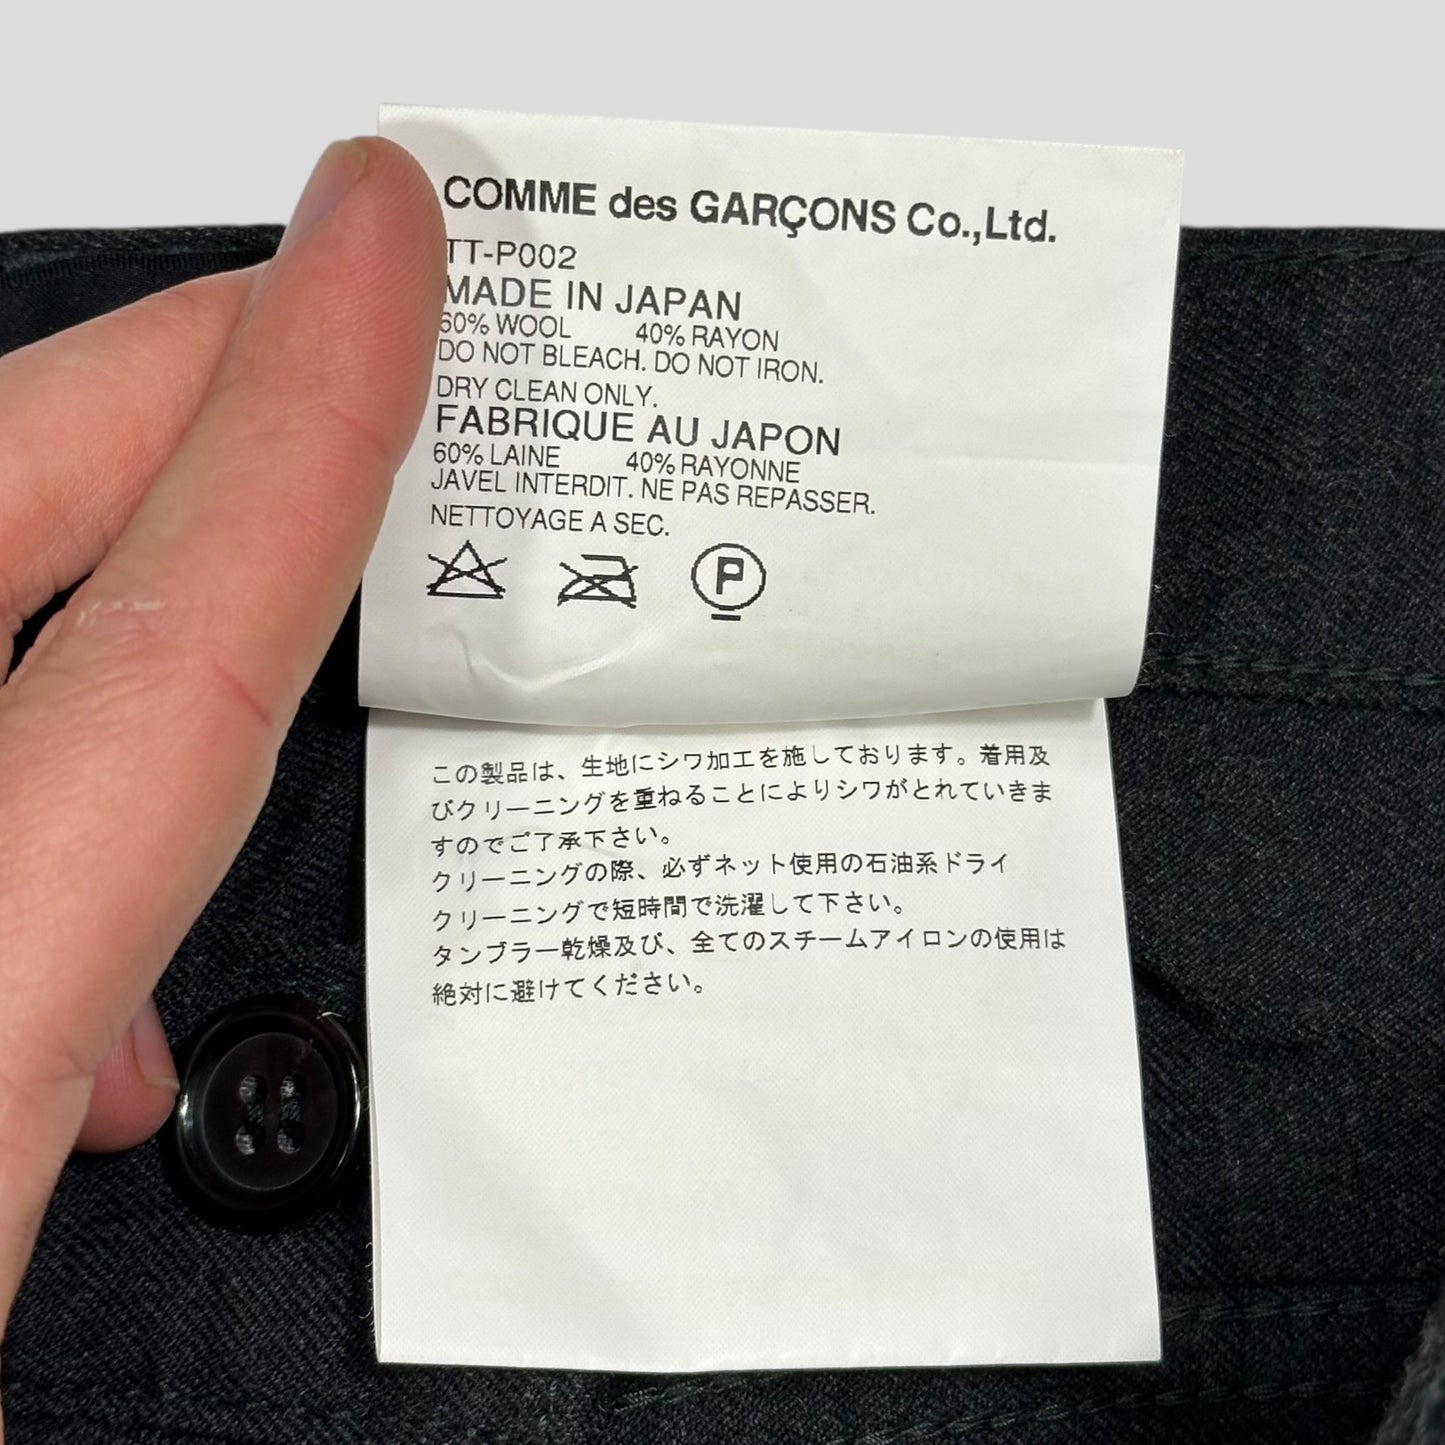 COMME des GARÇONS Co.,Ltd.
TT-P002
MADE IN JAPAN
60% WOOL 40% RAYON
DO NOT BLEACH. DO NOT IRON.
DRY CLEAN ONLY.
FABRIQUE AU JAPON
60% LAINE 40% RAYONNE
JAVEL INTERDIT. NE PAS REPASSER.
NETTOYAGE A SEC.
P
この製品は、生地にシワ加工を施しております。着用及
びクリーニングを重ねることによりシワがとれていきま
すのでご了承下さい。
クリーニングの際、必ずネット使用の石油系ドライ
クリーニングで短時間で洗濯して下さい。
タンブラー乾燥及び、全てのスチームアイロンの使用は
絶対に避けてください。